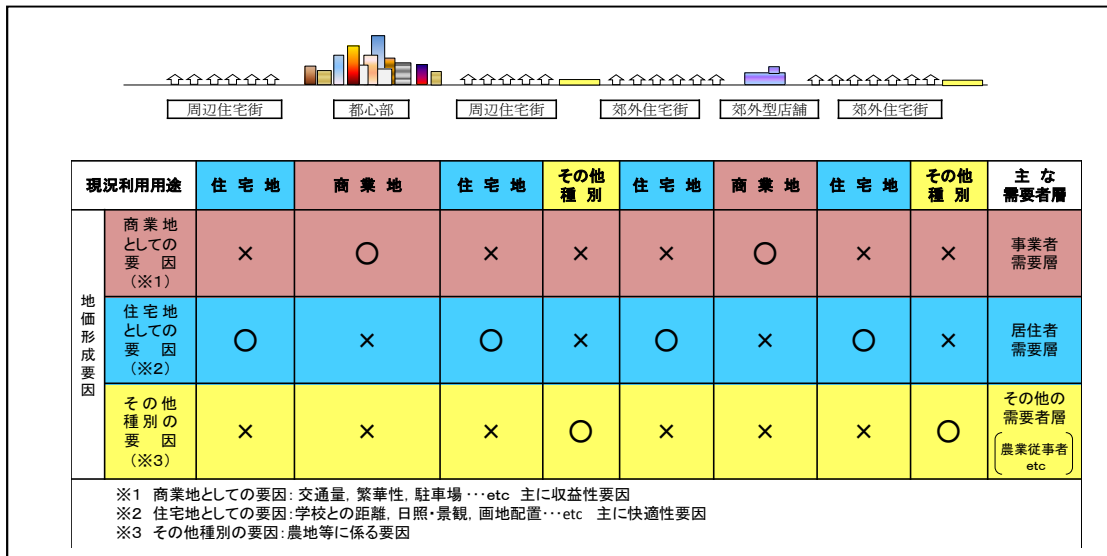 周辺住宅街 都心部 周辺住宅街 郊外住宅街 郊外型店舗 郊外住宅街
現況利用用途 住宅地 商業地 住宅地 その他種別 住宅地 商業地 住宅地 その他種別 主な需要者層
地価形成要因
商業地としての要因(※1) × ○ × × × ○ × × 事業者需要層
住宅地としての要因(※2) ○ × ○ × ○ × ○ × 居住者需要層
その他種別の要因(※3) × × × ○ × × × ○ その他の需要者層(農業従事者etc)
※1 商業地としての要因:交通量,繁華性,駐車場・・・etc 主に収益性要因
※2 住宅地としての要因:学校との距離,日照・景観,画地配置・・・etc 主に快適性要因
※3 その他種別の要因:農地等に係る要因